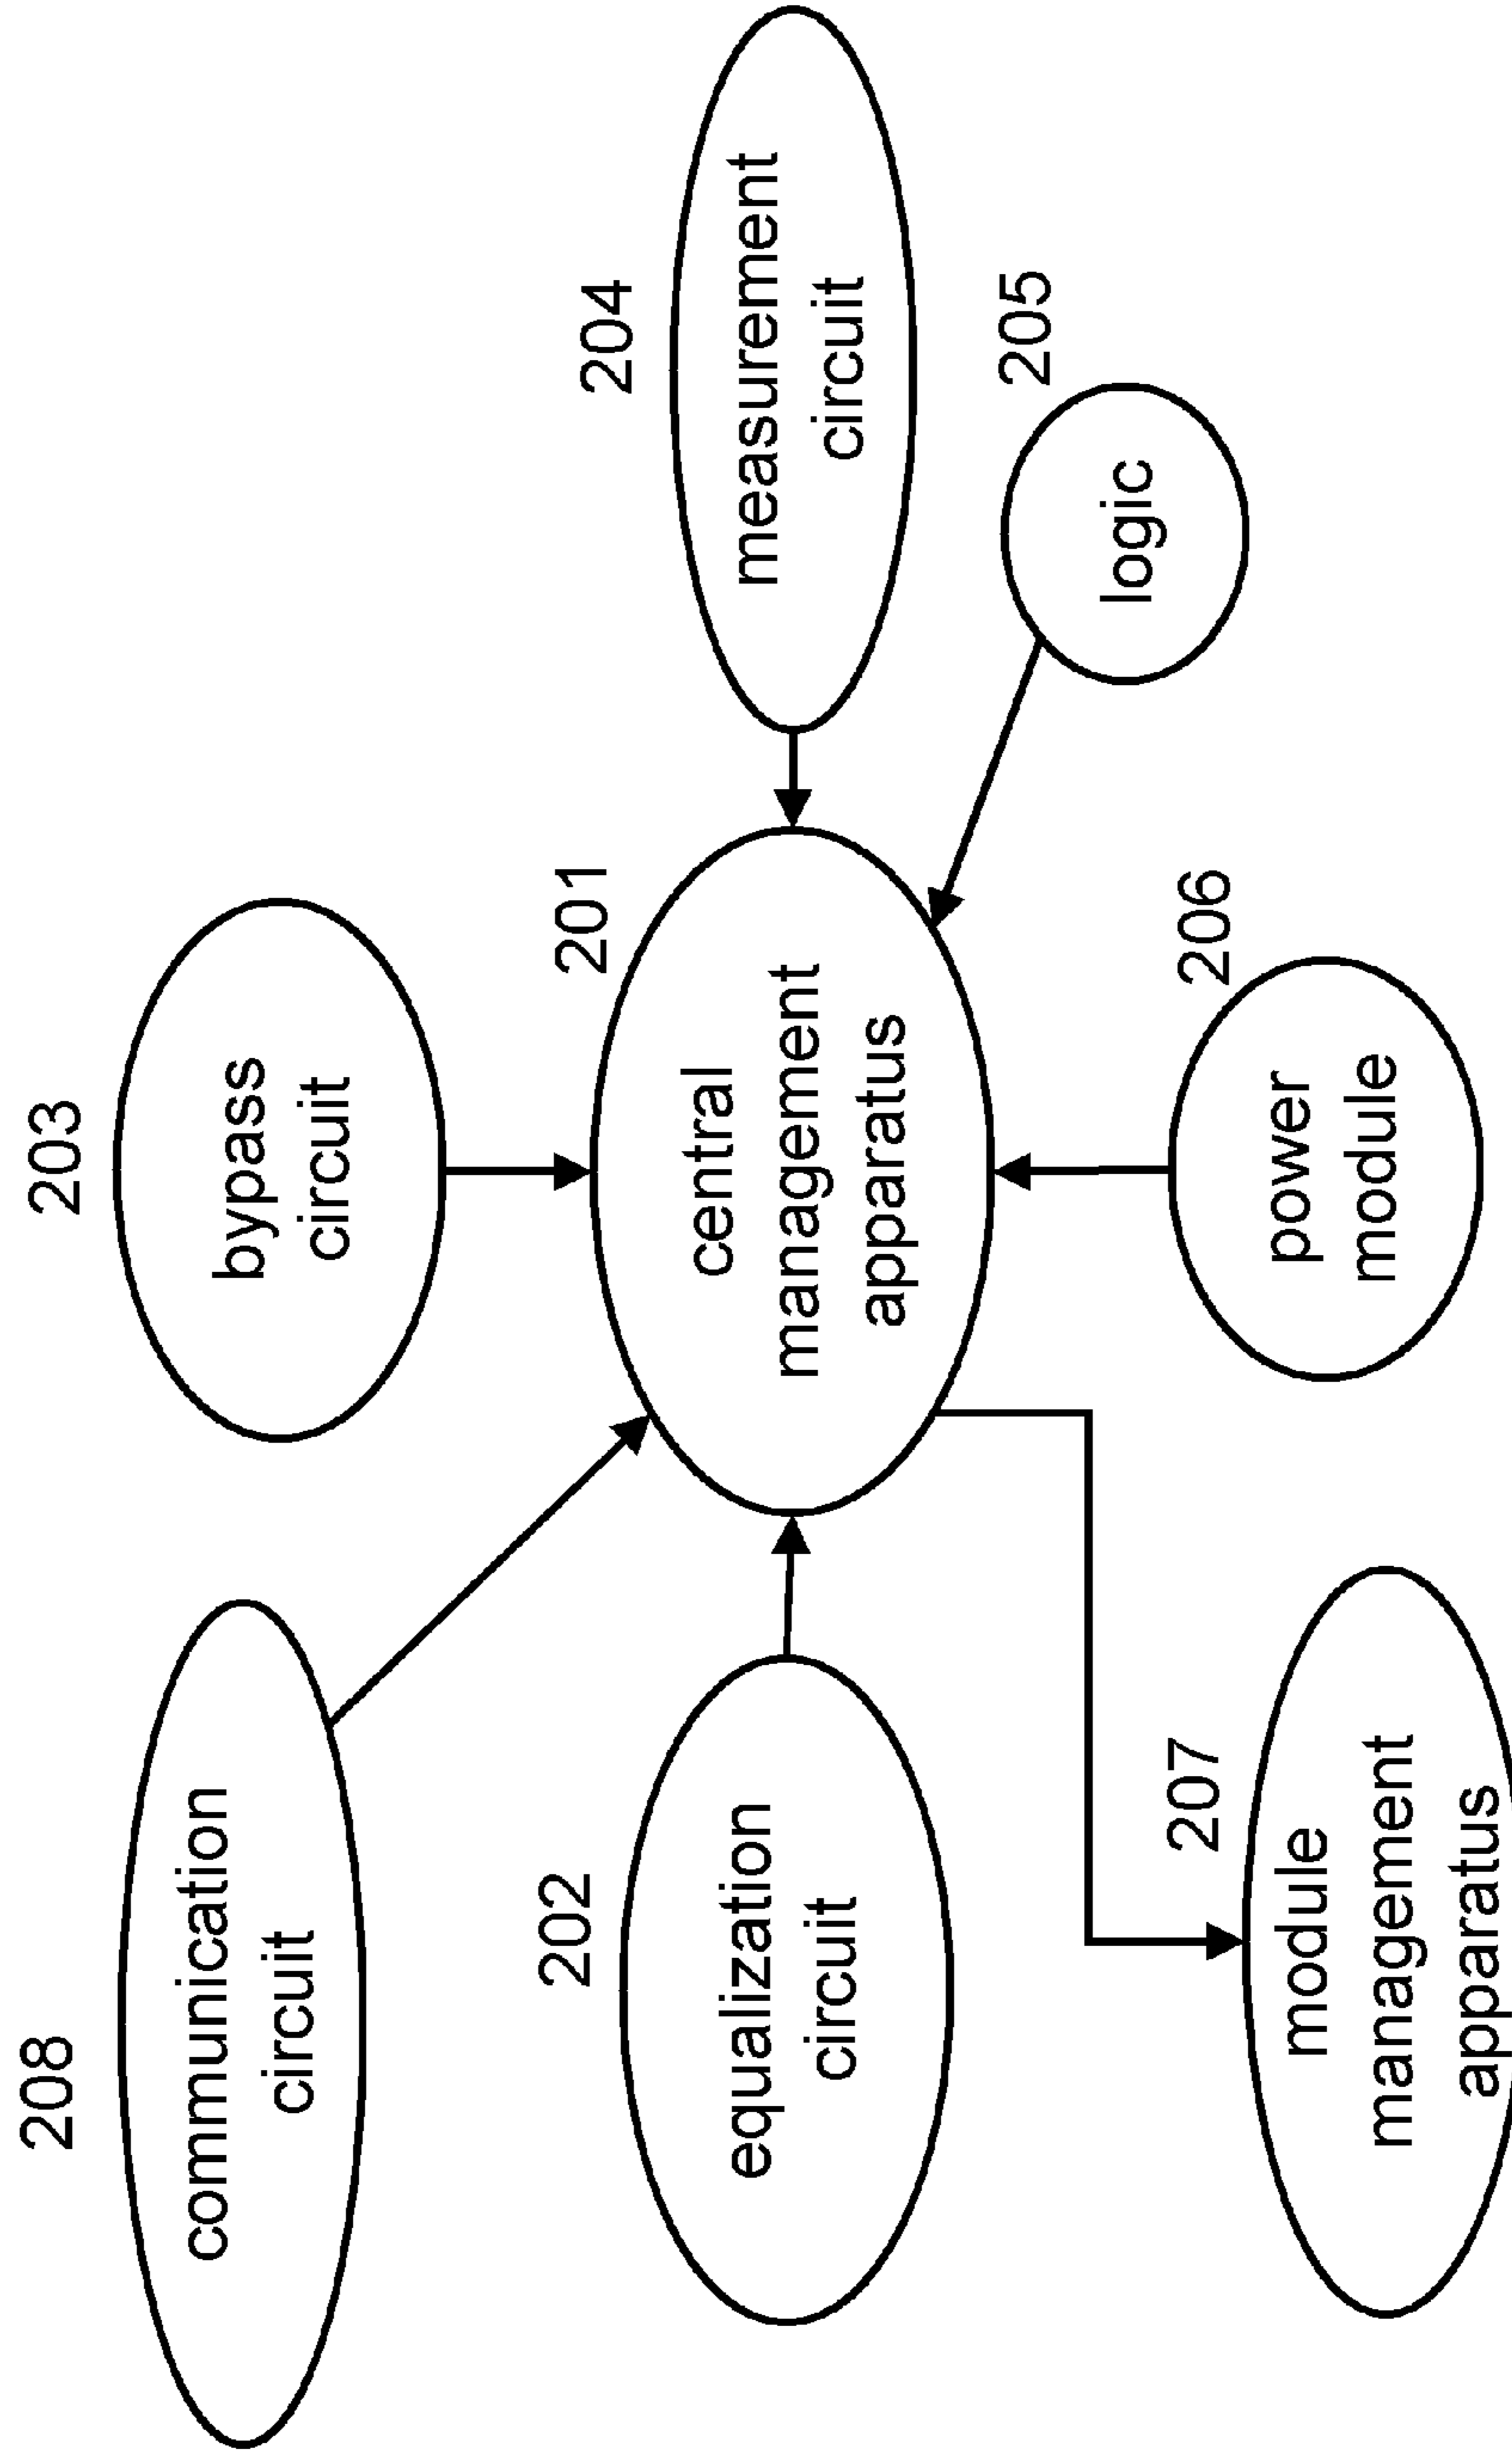 208
communication
circuit
203
bypass
circuit
202
equalization
circuit
201
central
management
apparatus
204
measurement
circuit
205
logic
207
module
management
apparatus
206
power
module